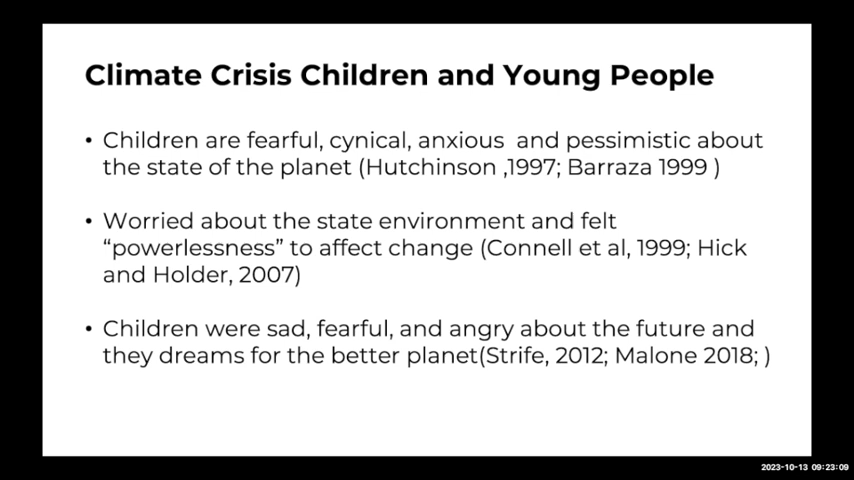 Climate Crisis Children and Young People
• Children are fearful, cynical, anxious  and pessimistic about
the state of the planet (Hutchinson ,1997; Barraza 1999 )
• Worried about the state environment and felt
“powerlessness” to affect change (Connell et al, 1999; Hick
and Holder, 2007)
• Children were sad, fearful, and angry about the future and
they dreams for the better planet(Strife, 2012; Malone 2018; )
2023-10-13 09:23:09